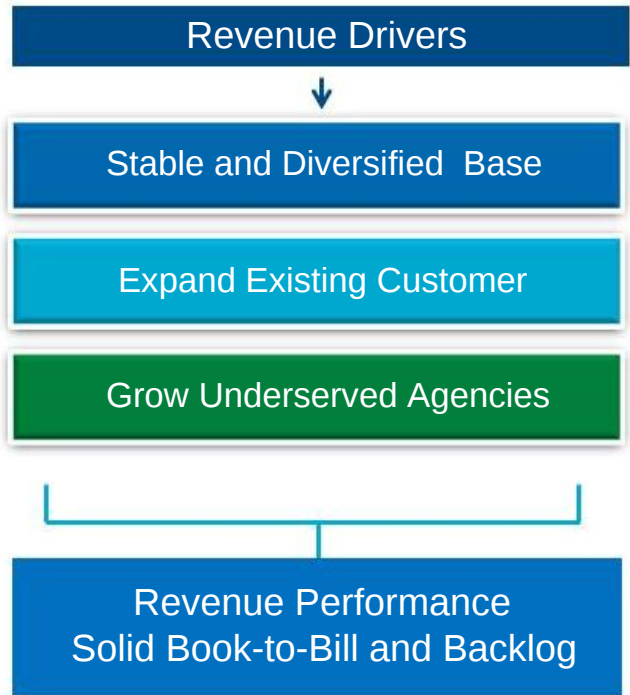 Revenue Drivers
Stable and Diversified Base
Expand Existing Customer
Grow Underserved Agencies
Revenue Performance
Solid Book-to-Bill and Backlog